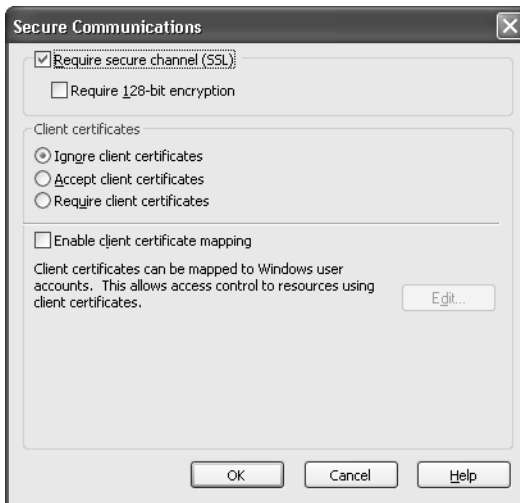 Secure Communications
Require secure channel (SSL)
Require 128-bit encryption
Client certificates
Ignore client certificates
Accept client certificates
Require client certificates
Enable client certificate mapping
Client certificates can be mapped to Windows user
accounts.  This allows access control to resources using
client certificates.
Edit...
OK
Cancel
Help